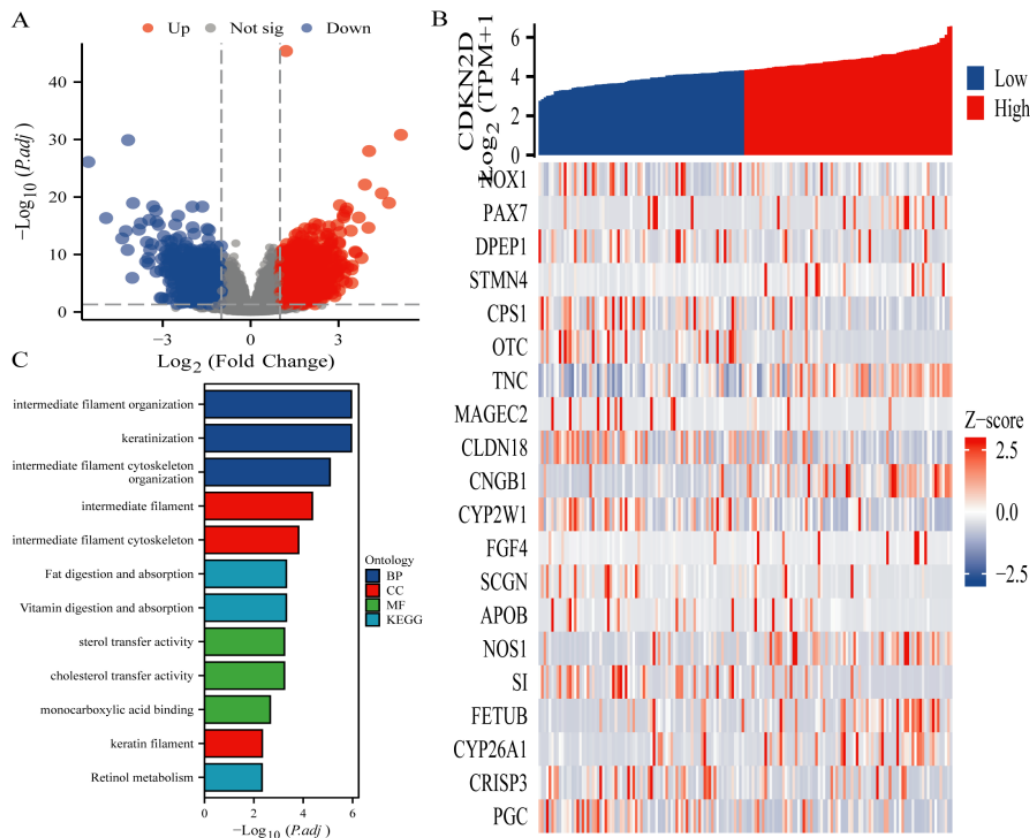 A
Up Not sig Down
−Log10 (P.adj)
40
30
20
10
0
−3 0 3
Log2 (Fold Change)
B
CDKN2D
Log2 (TPM+1
6
4
2
0
Low
High
NOX1
PAX7
DPEP1
STMN4
CPS1
OTC
TNC
MAGEC2
CLDN18
CNGB1
CYP2W1
FGF4
SCGN
APOB
NOS1
SI
FETUB
CYP26A1
CRISP3
PGC
Z−score
2.5
0.0
−2.5
C
intermediate filament organization
keratinization
intermediate filament cytoskeleton
organization
intermediate filament
intermediate filament cytoskeleton
Fat digestion and absorption
Vitamin digestion and absorption
sterol transfer activity
cholesterol transfer activity
monocarboxylic acid binding
keratin filament
Retinol metabolism
0 2 4 6
−Log10 (P.adj)
Ontology
BP
CC
MF
KEGG